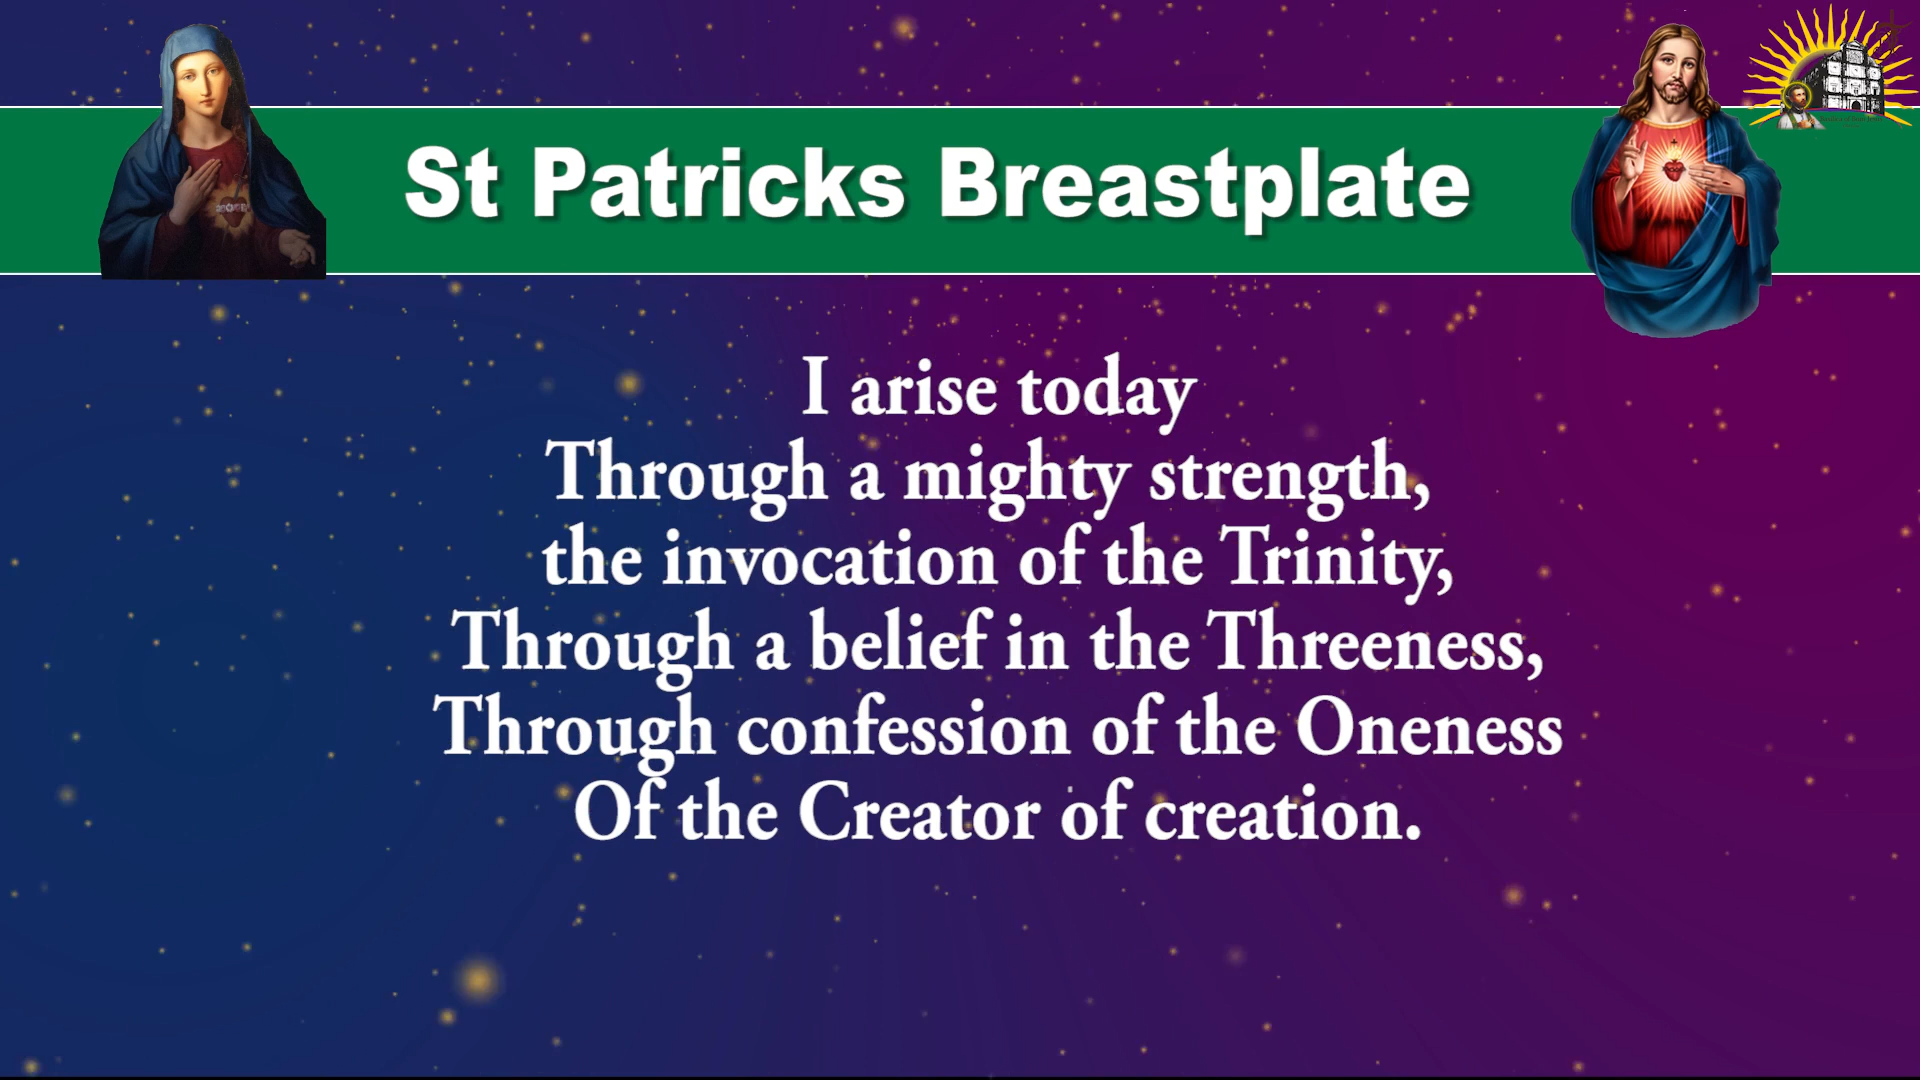 St Patricks Breastplate
I arise today
Through a mighty strength,
the invocation of the Trinity,
Through a belief in the Threeness,
Through confession of the Oneness
Of the Creator of creation.